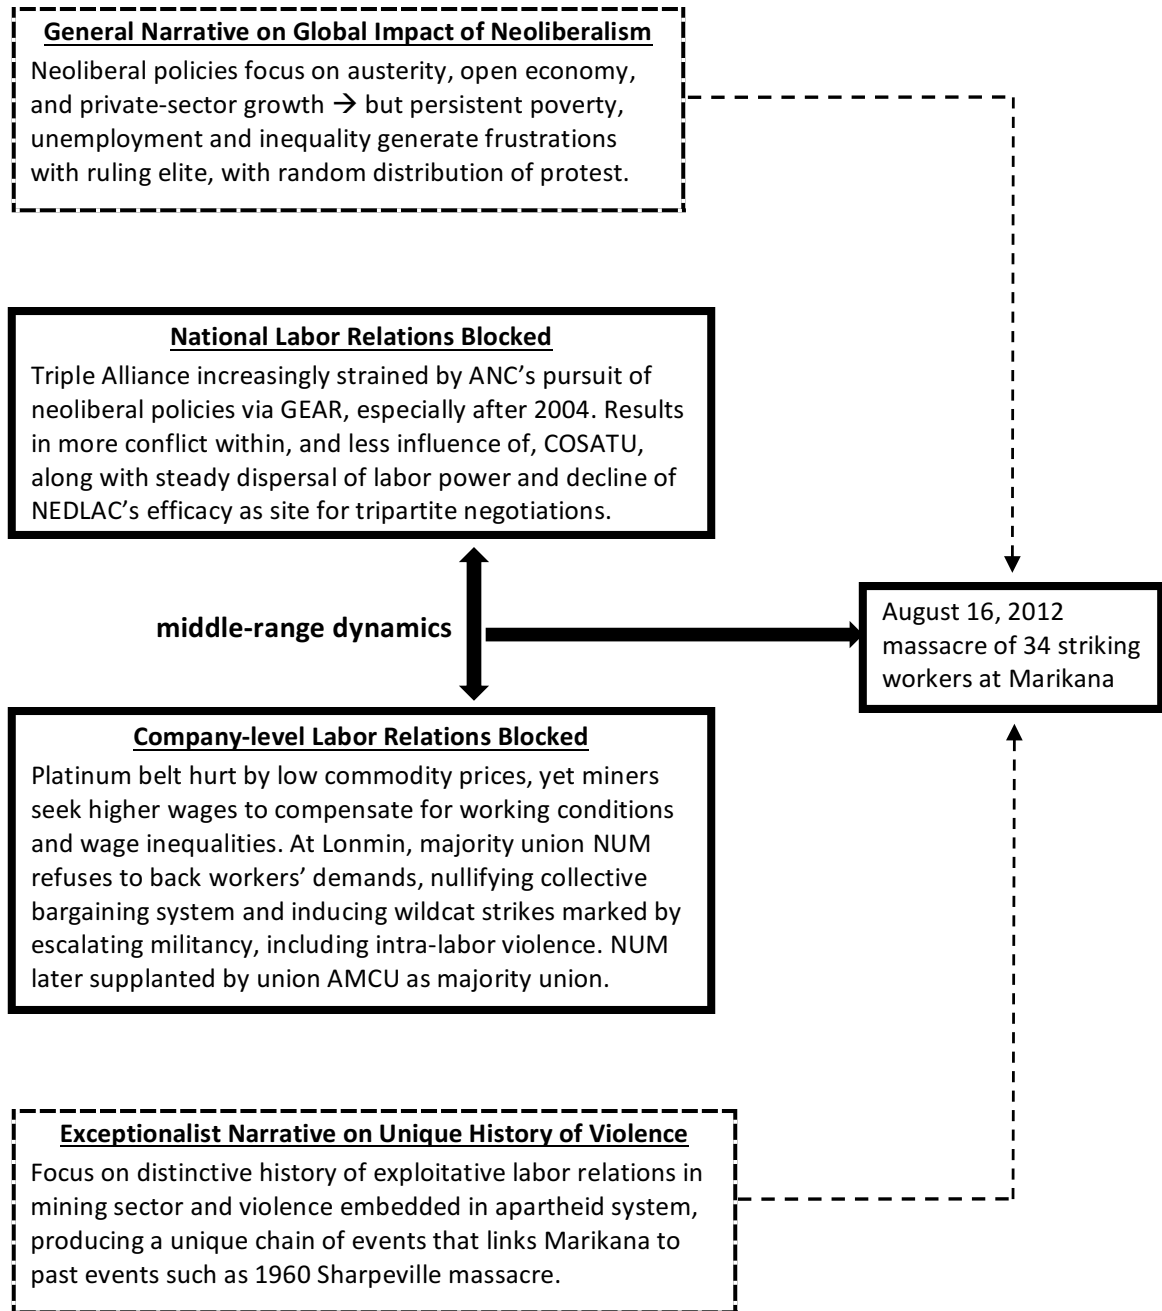 General Narrative on Global Impact of Neoliberalism
Neoliberal policies focus on austerity, open economy,
and private-sector growth → but persistent poverty,
unemployment and inequality generate frustrations
with ruling elite, with random distribution of protest.
National Labor Relations Blocked
Triple Alliance increasingly strained by ANC’s pursuit of
neoliberal policies via GEAR, especially after 2004. Results
in more conflict within, and less influence of, COSATU,
along with steady dispersal of labor power and decline of
NEDLAC’s efficacy as site for tripartite negotiations.
middle-range dynamics
August 16, 2012
massacre of 34 striking
workers at Marikana
Company-level Labor Relations Blocked
Platinum belt hurt by low commodity prices, yet miners
seek higher wages to compensate for working conditions
and wage inequalities. At Lonmin, majority union NUM
refuses to back workers’ demands, nullifying collective
bargaining system and inducing wildcat strikes marked by
escalating militancy, including intra-labor violence. NUM
later supplanted by union AMCU as majority union.
Exceptionalist Narrative on Unique History of Violence
Focus on distinctive history of exploitative labor relations in
mining sector and violence embedded in apartheid system,
producing a unique chain of events that links Marikana to
past events such as 1960 Sharpeville massacre.